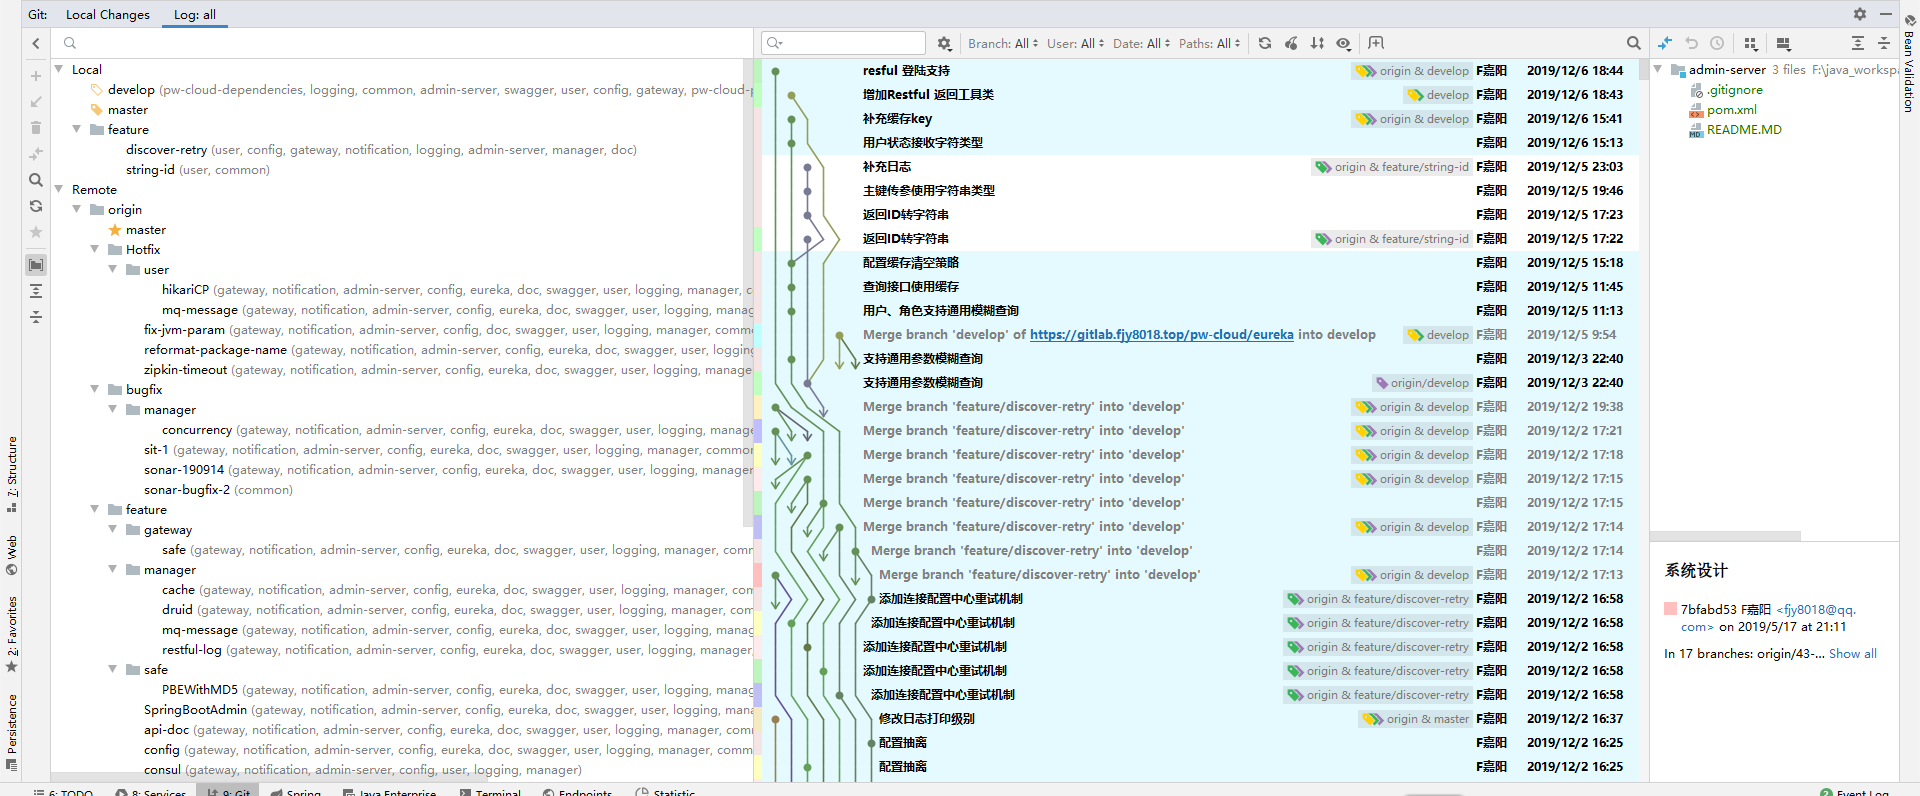 Git: Local Changes Log: all
Branch: All User: All Date: All Paths: All
Local
develop (pw-cloud-dependencies, logging, common, admin-server, swagger, user, config, gateway, pw-cloud-
master
feature
discover-retry (user, config, gateway, notification, logging, admin-server, manager, doc)
string-id (user, common)
Remote
origin
master
Hotfix
user
hikariCP (gateway, notification, admin-server, config, eureka, doc, swagger, user, logging, manager, c
mq-message (gateway, notification, admin-server, config, eureka, doc, swagger, user, logging, mana
fix-jvm-param (gateway, notification, admin-server, config, eureka, doc, swagger, user, logging, manager, comm
reformat-package-name (gateway, notification, admin-server, config, eureka, doc, swagger, user, logging
zipkin-timeout (gateway, notification, admin-server, config, eureka, doc, swagger, user, logging, manager, comm
bugfix
manager
concurrency (gateway, notification, admin-server, config, eureka, doc, swagger, user, logging, manage
sit-1 (gateway, notification, admin-server, config, eureka, doc, swagger, user, logging, manager, common
sonar-190914 (gateway, notification, admin-server, config, eureka, doc, swagger, user, logging, manage
sonar-bugfix-2 (common)
feature
gateway
safe (gateway, notification, admin-server, config, eureka, doc, swagger, user, logging, manager, comm
manager
cache (gateway, notification, admin-server, config, eureka, doc, swagger, user, logging, manager, com
druid (gateway, notification, admin-server, config, eureka, doc, swagger, user, logging, manager, com
mq-message (gateway, notification, admin-server, config, eureka, doc, swagger, user, logging, mana
restful-log (gateway, notification, admin-server, config, eureka, doc, swagger, user, logging, manager,
safe
PBEWithMD5 (gateway, notification, admin-server, config, eureka, doc, swagger, user, logging, mana
SpringBootAdmin (gateway, notification, admin-server, config, eureka, doc, swagger, user, logging, mana
api-doc (gateway, notification, admin-server, config, eureka, doc, swagger, user, logging, manager, comm
config (gateway, notification, admin-server, config, eureka, doc, swagger, user, logging, manager, comm
consul (gateway, notification, admin-server, config, user, logging, manager)
resful 登陆支持 origin & develop F嘉阳 2019/12/6 18:44
增加Restful 返回工具类 develop F嘉阳 2019/12/6 18:43
补充缓存key origin & develop F嘉阳 2019/12/6 15:41
用户状态接收字符类型 F嘉阳 2019/12/6 15:13
补充日志 origin & feature/string-id F嘉阳 2019/12/5 23:03
主键传参使用字符串类型 F嘉阳 2019/12/5 19:46
返回ID转字符串 F嘉阳 2019/12/5 17:23
返回ID转字符串 origin & feature/string-id F嘉阳 2019/12/5 17:22
配置缓存清空策略 F嘉阳 2019/12/5 15:18
查询接口使用缓存 F嘉阳 2019/12/5 11:45
用户、角色支持通用模糊查询 F嘉阳 2019/12/5 11:13
Merge branch 'develop' of https://gitlab.fjy8018.top/pw-cloud/eureka into develop develop F嘉阳 2019/12/5 9:54
支持通用参数模糊查询 F嘉阳 2019/12/3 22:40
支持通用参数模糊查询 origin/develop F嘉阳 2019/12/3 22:40
Merge branch 'feature/discover-retry' into 'develop' origin & develop F嘉阳 2019/12/2 19:38
Merge branch 'feature/discover-retry' into 'develop' origin & develop F嘉阳 2019/12/2 17:21
Merge branch 'feature/discover-retry' into 'develop' origin & develop F嘉阳 2019/12/2 17:18
Merge branch 'feature/discover-retry' into 'develop' origin & develop F嘉阳 2019/12/2 17:15
Merge branch 'feature/discover-retry' into 'develop' F嘉阳 2019/12/2 17:15
Merge branch 'feature/discover-retry' into 'develop' origin & develop F嘉阳 2019/12/2 17:14
Merge branch 'feature/discover-retry' into 'develop' F嘉阳 2019/12/2 17:14
Merge branch 'feature/discover-retry' into 'develop' origin & develop F嘉阳 2019/12/2 17:13
添加连接配置中心重试机制 origin & feature/discover-retry F嘉阳 2019/12/2 16:58
添加连接配置中心重试机制 origin & feature/discover-retry F嘉阳 2019/12/2 16:58
添加连接配置中心重试机制 origin & feature/discover-retry F嘉阳 2019/12/2 16:58
添加连接配置中心重试机制 origin & feature/discover-retry F嘉阳 2019/12/2 16:58
添加连接配置中心重试机制 origin & feature/discover-retry F嘉阳 2019/12/2 16:58
修改日志打印级别 origin & master F嘉阳 2019/12/2 16:37
配置抽离 F嘉阳 2019/12/2 16:25
配置抽离 F嘉阳 2019/12/2 16:25
admin-server 3 files F:\java_workspa
.gitignore
pom.xml
README.MD
系统设计
7bfabd53 F嘉阳 <fjy8018@qq.
com> on 2019/5/17 at 21:11
In 17 branches: origin/43-... Show all
Bean Validation
7: Structure
Web
2: Favorites
Persistence
6: TODO 8: Services 9: Git Spring Java Enterprise Terminal Endpoints Statistic 2 Event Log